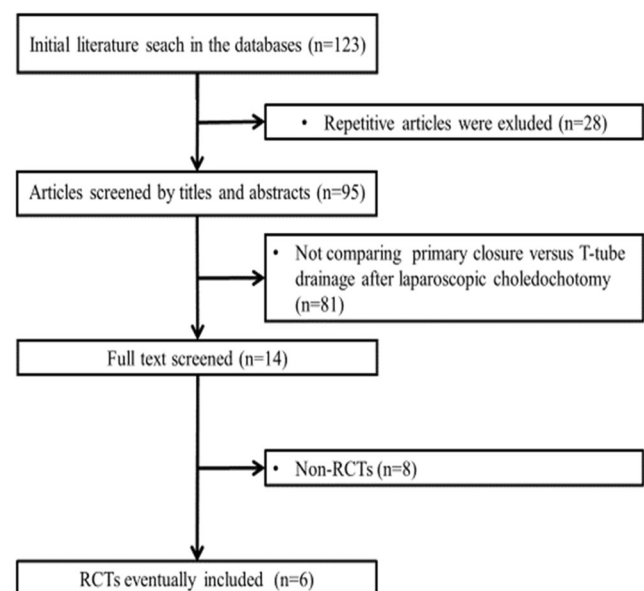 Initial literature seach in the databases (n=123)
• Repetitive articles were exluded (n=28)
Articles screened by titles and abstracts (n=95)
• Not comparing primary closure versus T-tube
drainage after laparoscopic choledochotomy
(n=81)
Full text screened (n=14)
• Non-RCTs (n=8)
RCTs eventually included (n=6)